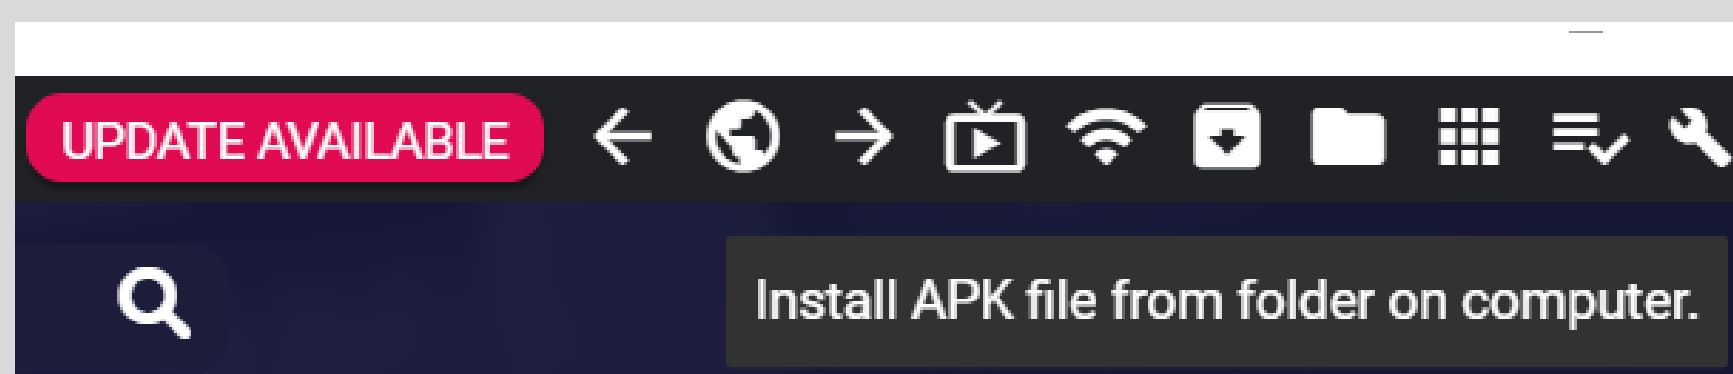 UPDATE AVAILABLE
Install APK file from folder on computer.